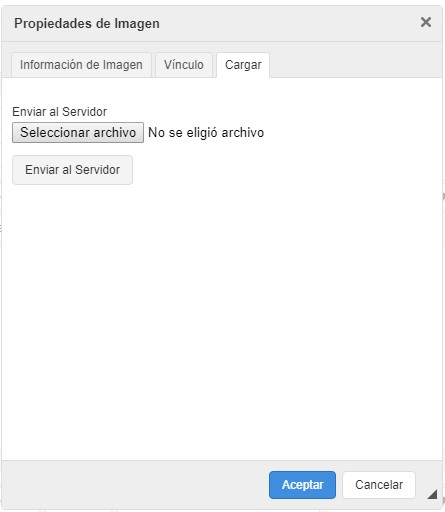 Propiedades de Imagen
Información de Imagen Vínculo Cargar
Enviar al Servidor
Seleccionar archivo No se eligió archivo
Enviar al Servidor
Aceptar Cancelar